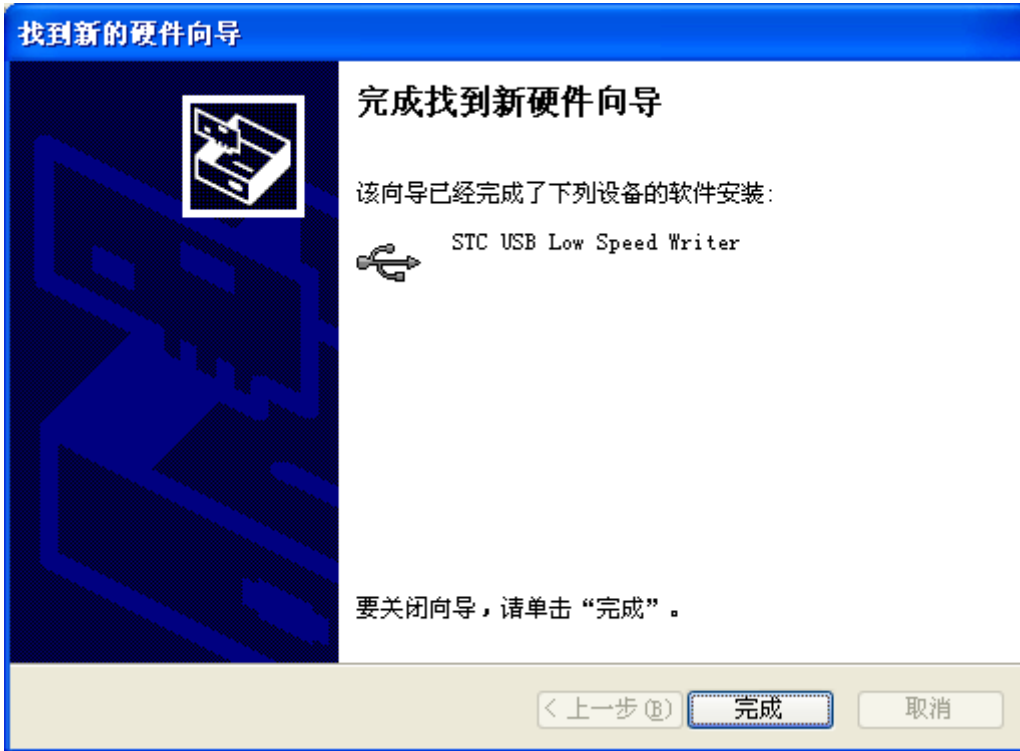 找到新的硬件向导
完成找到新硬件向导
该向导已经完成了下列设备的软件安装:
STC USB Low Speed Writer
要关闭向导，请单击“完成”。
< 上一步(B)
完成
取消